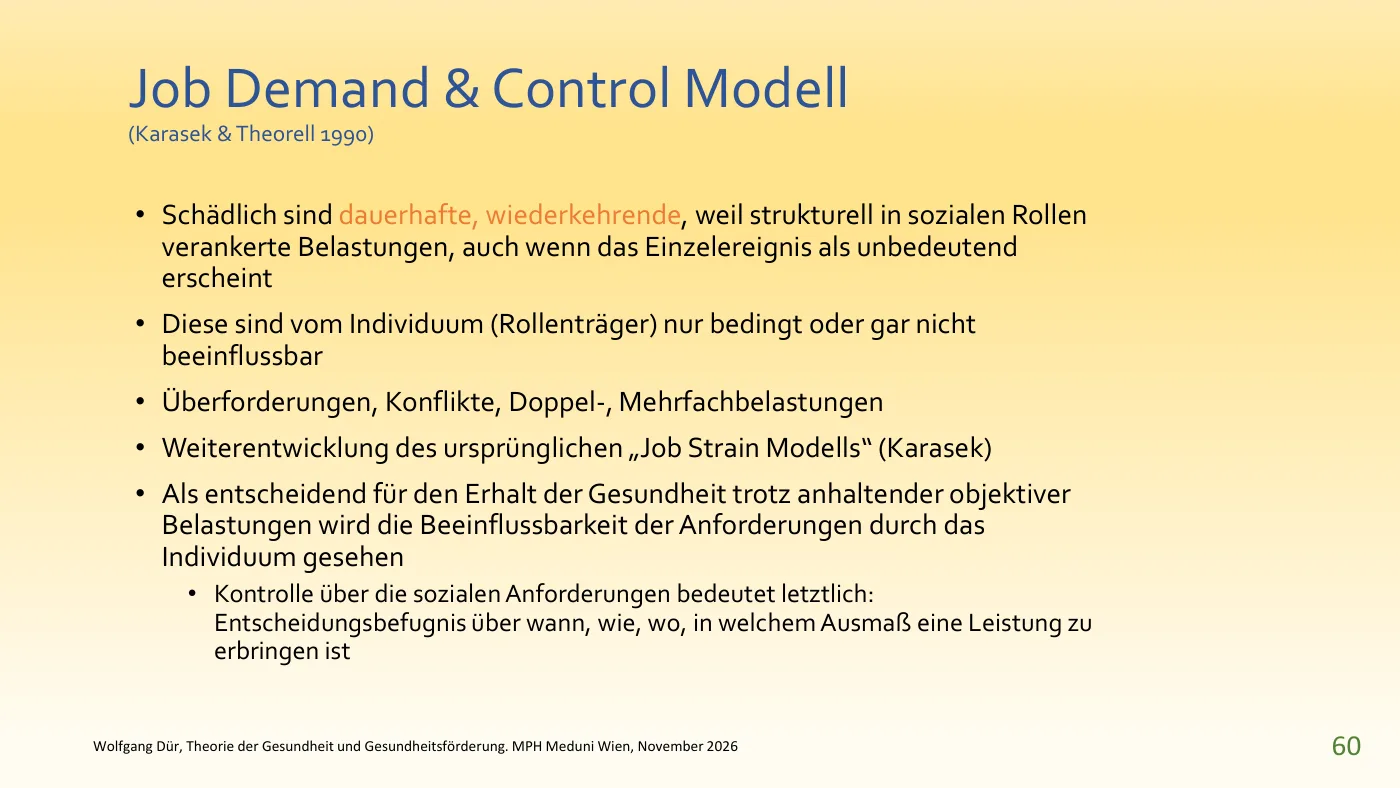 Job Demand & Control Modell
(Karasek & Theorell 1990)
• Schädlich sind dauerhafte, wiederkehrende, weil strukturell in sozialen Rollen
verankerte Belastungen, auch wenn das Einzelereignis als unbedeutend
erscheint
• Diese sind vom Individuum (Rollenträger) nur bedingt oder gar nicht
beeinflussbar
• Überforderungen, Konflikte, Doppel-, Mehrfachbelastungen
• Weiterentwicklung des ursprünglichen „Job Strain Modells“ (Karasek)
• Als entscheidend für den Erhalt der Gesundheit trotz anhaltender objektiver
Belastungen wird die Beeinflussbarkeit der Anforderungen durch das
Individuum gesehen
• Kontrolle über die sozialen Anforderungen bedeutet letztlich:
Entscheidungsbefugnis über wann, wie, wo, in welchem Ausmaß eine Leistung zu
erbringen ist
Wolfgang Dür, Theorie der Gesundheit und Gesundheitsförderung. MPH Meduni Wien, November 2026
60